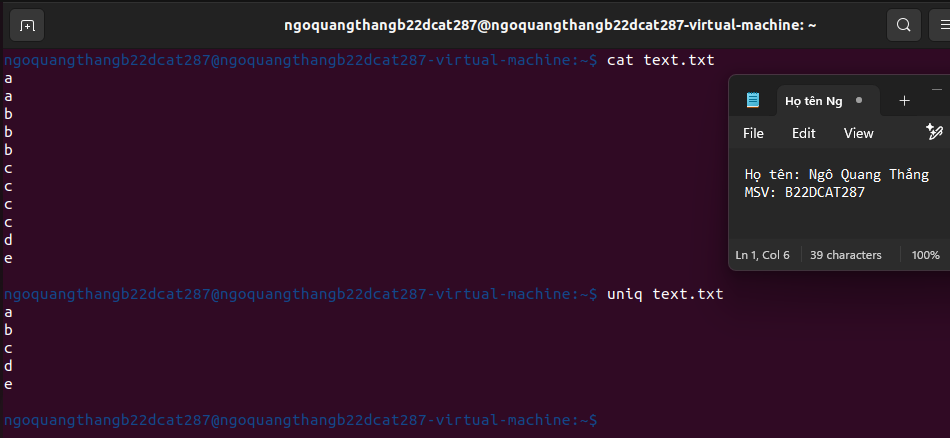 ngoquangthangb22dcat287@ngoquangthangb22dcat287-virtual-machine: ~
ngoquangthangb22dcat287@ngoquangthangb22dcat287-virtual-machine:~$ cat text.txt
a
a
b
b
b
c
c
c
c
d
e
ngoquangthangb22dcat287@ngoquangthangb22dcat287-virtual-machine:~$ uniq text.txt
a
b
c
d
e
ngoquangthangb22dcat287@ngoquangthangb22dcat287-virtual-machine:~$
Họ tên Ng
File Edit View
Họ tên: Ngô Quang Thắng
MSV: B22DCAT287
Ln 1, Col 6 39 characters 100%